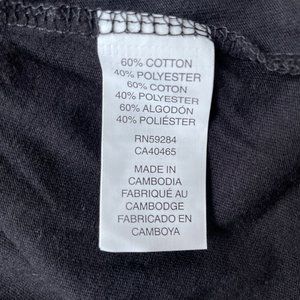 60% COTTON
40% POLYESTER
60% COTON
40% POLYESTER
60% ALGODÓN
40% POLIÉSTER
RN59284
CA40465
MADE IN
CAMBODIA
FABRIQUÉ AU
CAMBODGE
FABRICADO EN
CAMBOYA